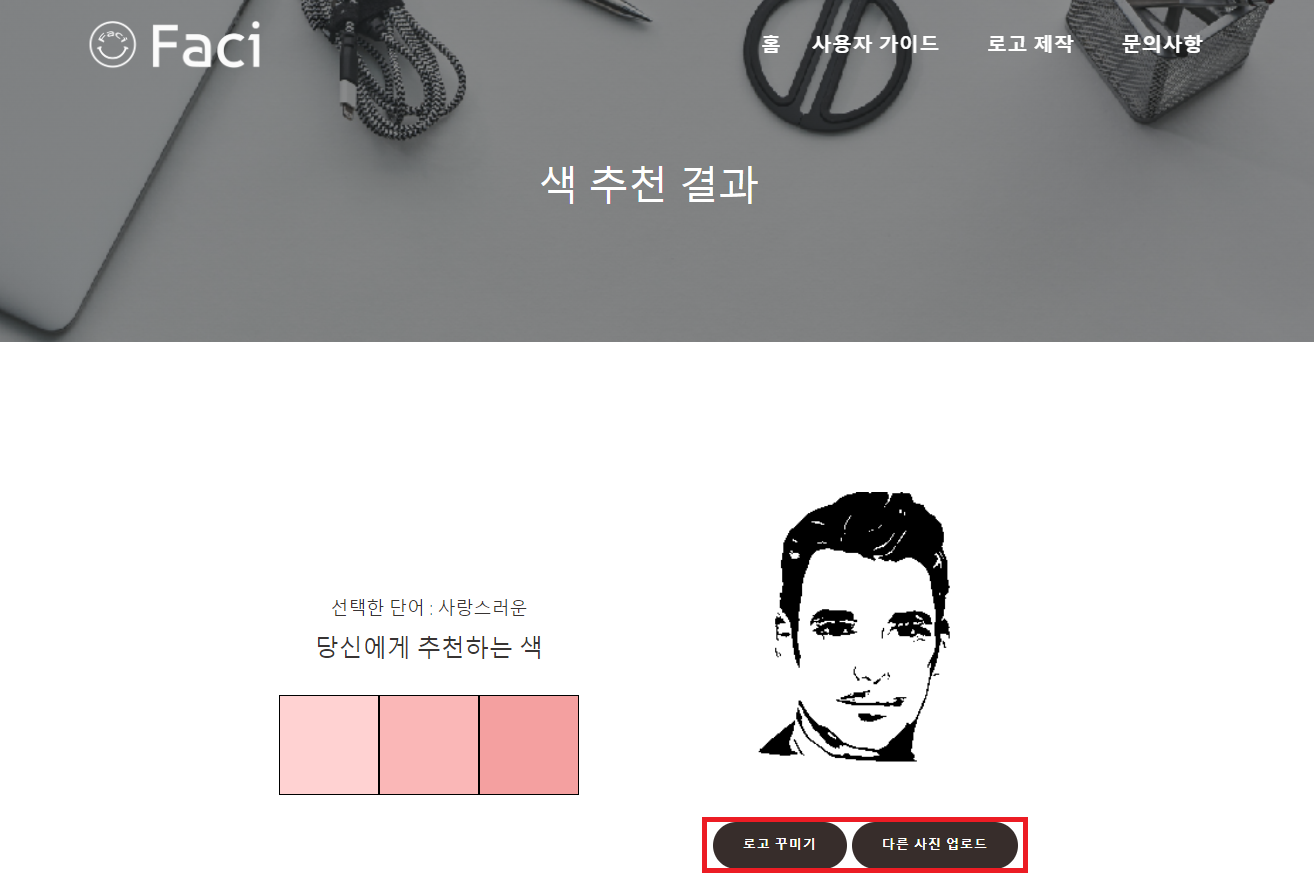 Faci Faci
홈 사용자 가이드 로고 제작 문의사항
색 추천 결과
선택한 단어 : 사랑스러운
당신에게 추천하는 색
로고 꾸미기 다른 사진 업로드